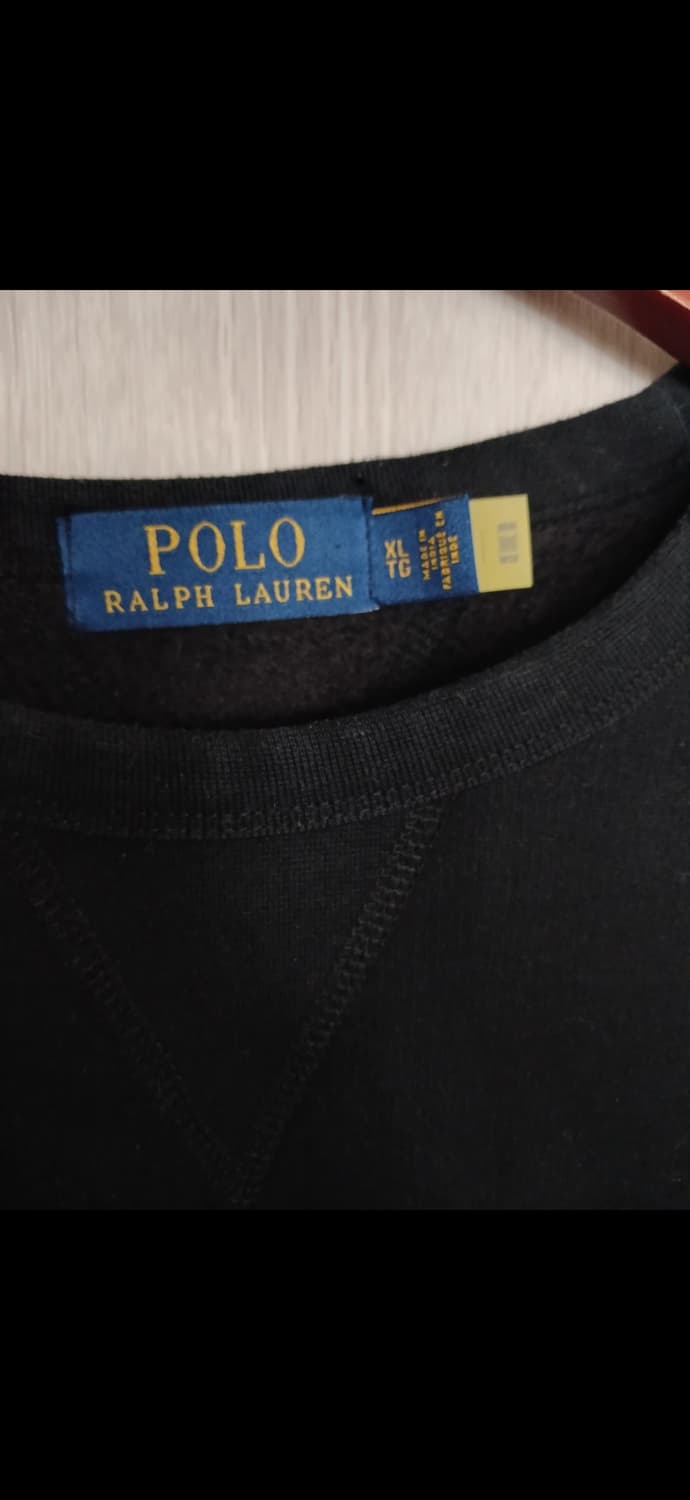 POLO
RALPH LAUREN
XL
TG
MADE IN
INDIA
FABRIQUÉ EN
INDE